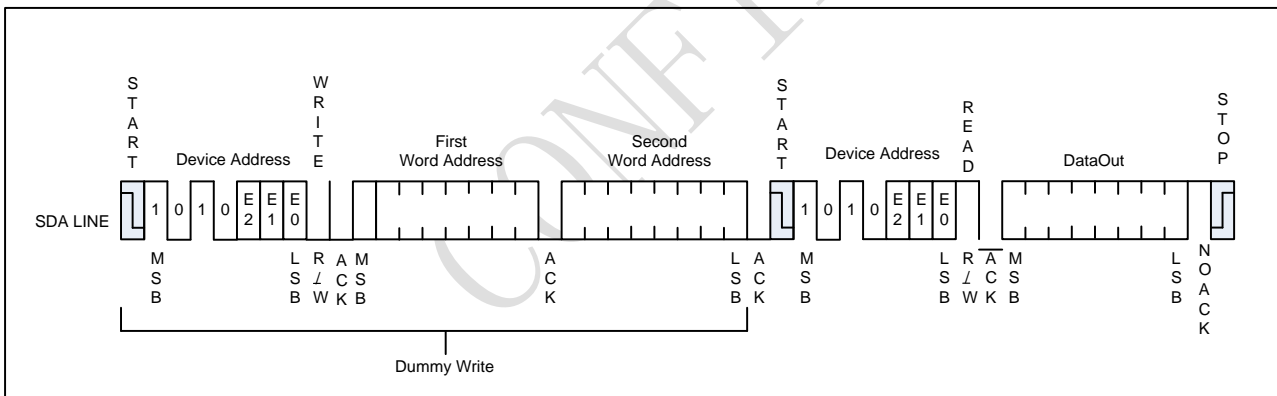 CONFI
START
WRITE
START
READ
STOP
Device Address
First
Word Address
Second
Word Address
Device Address
DataOut
SDA LINE
1 0 1 0 E2 E1 E0
1 0 1 0 E2 E1 E0
MSB
LSB
R/W
ACK
MSB
ACK
LSB
ACK
MSB
LSB
R/W
ACK
MSB
LSB
NOACK
Dummy Write